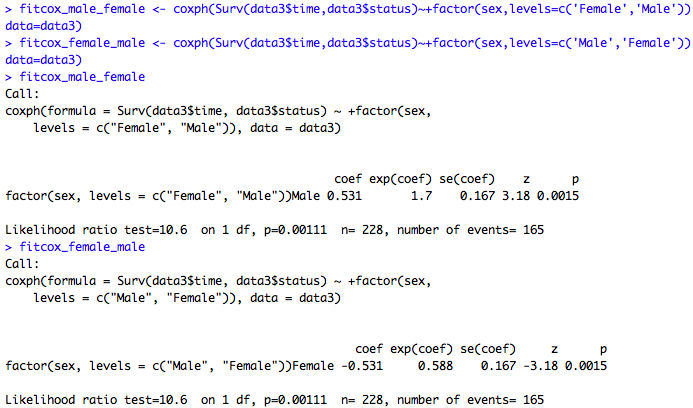 > fitcox_male_female <- coxph(Surv(data3$time,data3$status)~+factor(sex,levels=c('Female','Male'))
data=data3)
> fitcox_female_male <- coxph(Surv(data3$time,data3$status)~+factor(sex,levels=c('Male','Female'))
data=data3)
> fitcox_male_female
Call:
coxph(formula = Surv(data3$time, data3$status) ~ +factor(sex,
    levels = c("Female", "Male")), data = data3)
coef exp(coef) se(coef) z p
factor(sex, levels = c("Female", "Male"))Male 0.531 1.7 0.167 3.18 0.0015
Likelihood ratio test=10.6 on 1 df, p=0.00111 n= 228, number of events= 165
> fitcox_female_male
Call:
coxph(formula = Surv(data3$time, data3$status) ~ +factor(sex,
    levels = c("Male", "Female")), data = data3)
coef exp(coef) se(coef) z p
factor(sex, levels = c("Male", "Female"))Female -0.531 0.588 0.167 -3.18 0.0015
Likelihood ratio test=10.6 on 1 df, p=0.00111 n= 228, number of events= 165